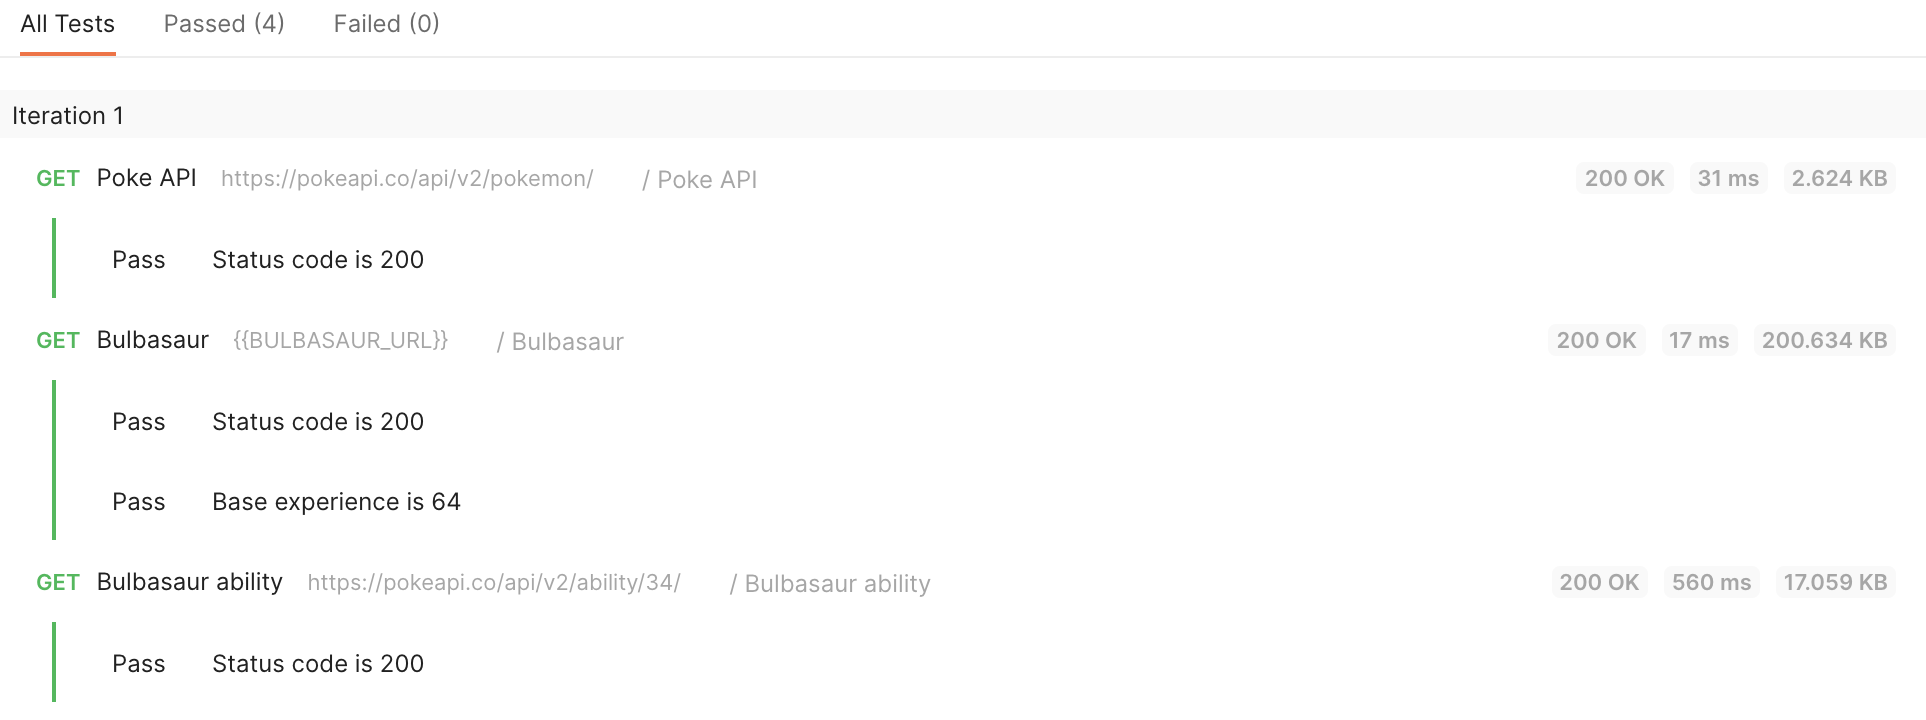 All Tests Passed (4) Failed (0)
Iteration 1
GET Poke API https://pokeapi.co/api/v2/pokemon/ / Poke API 200 OK 31 ms 2.624 KB
Pass Status code is 200
GET Bulbasaur {{BULBASAUR_URL}} / Bulbasaur 200 OK 17 ms 200.634 KB
Pass Status code is 200
Pass Base experience is 64
GET Bulbasaur ability https://pokeapi.co/api/v2/ability/34/ / Bulbasaur ability 200 OK 560 ms 17.059 KB
Pass Status code is 200